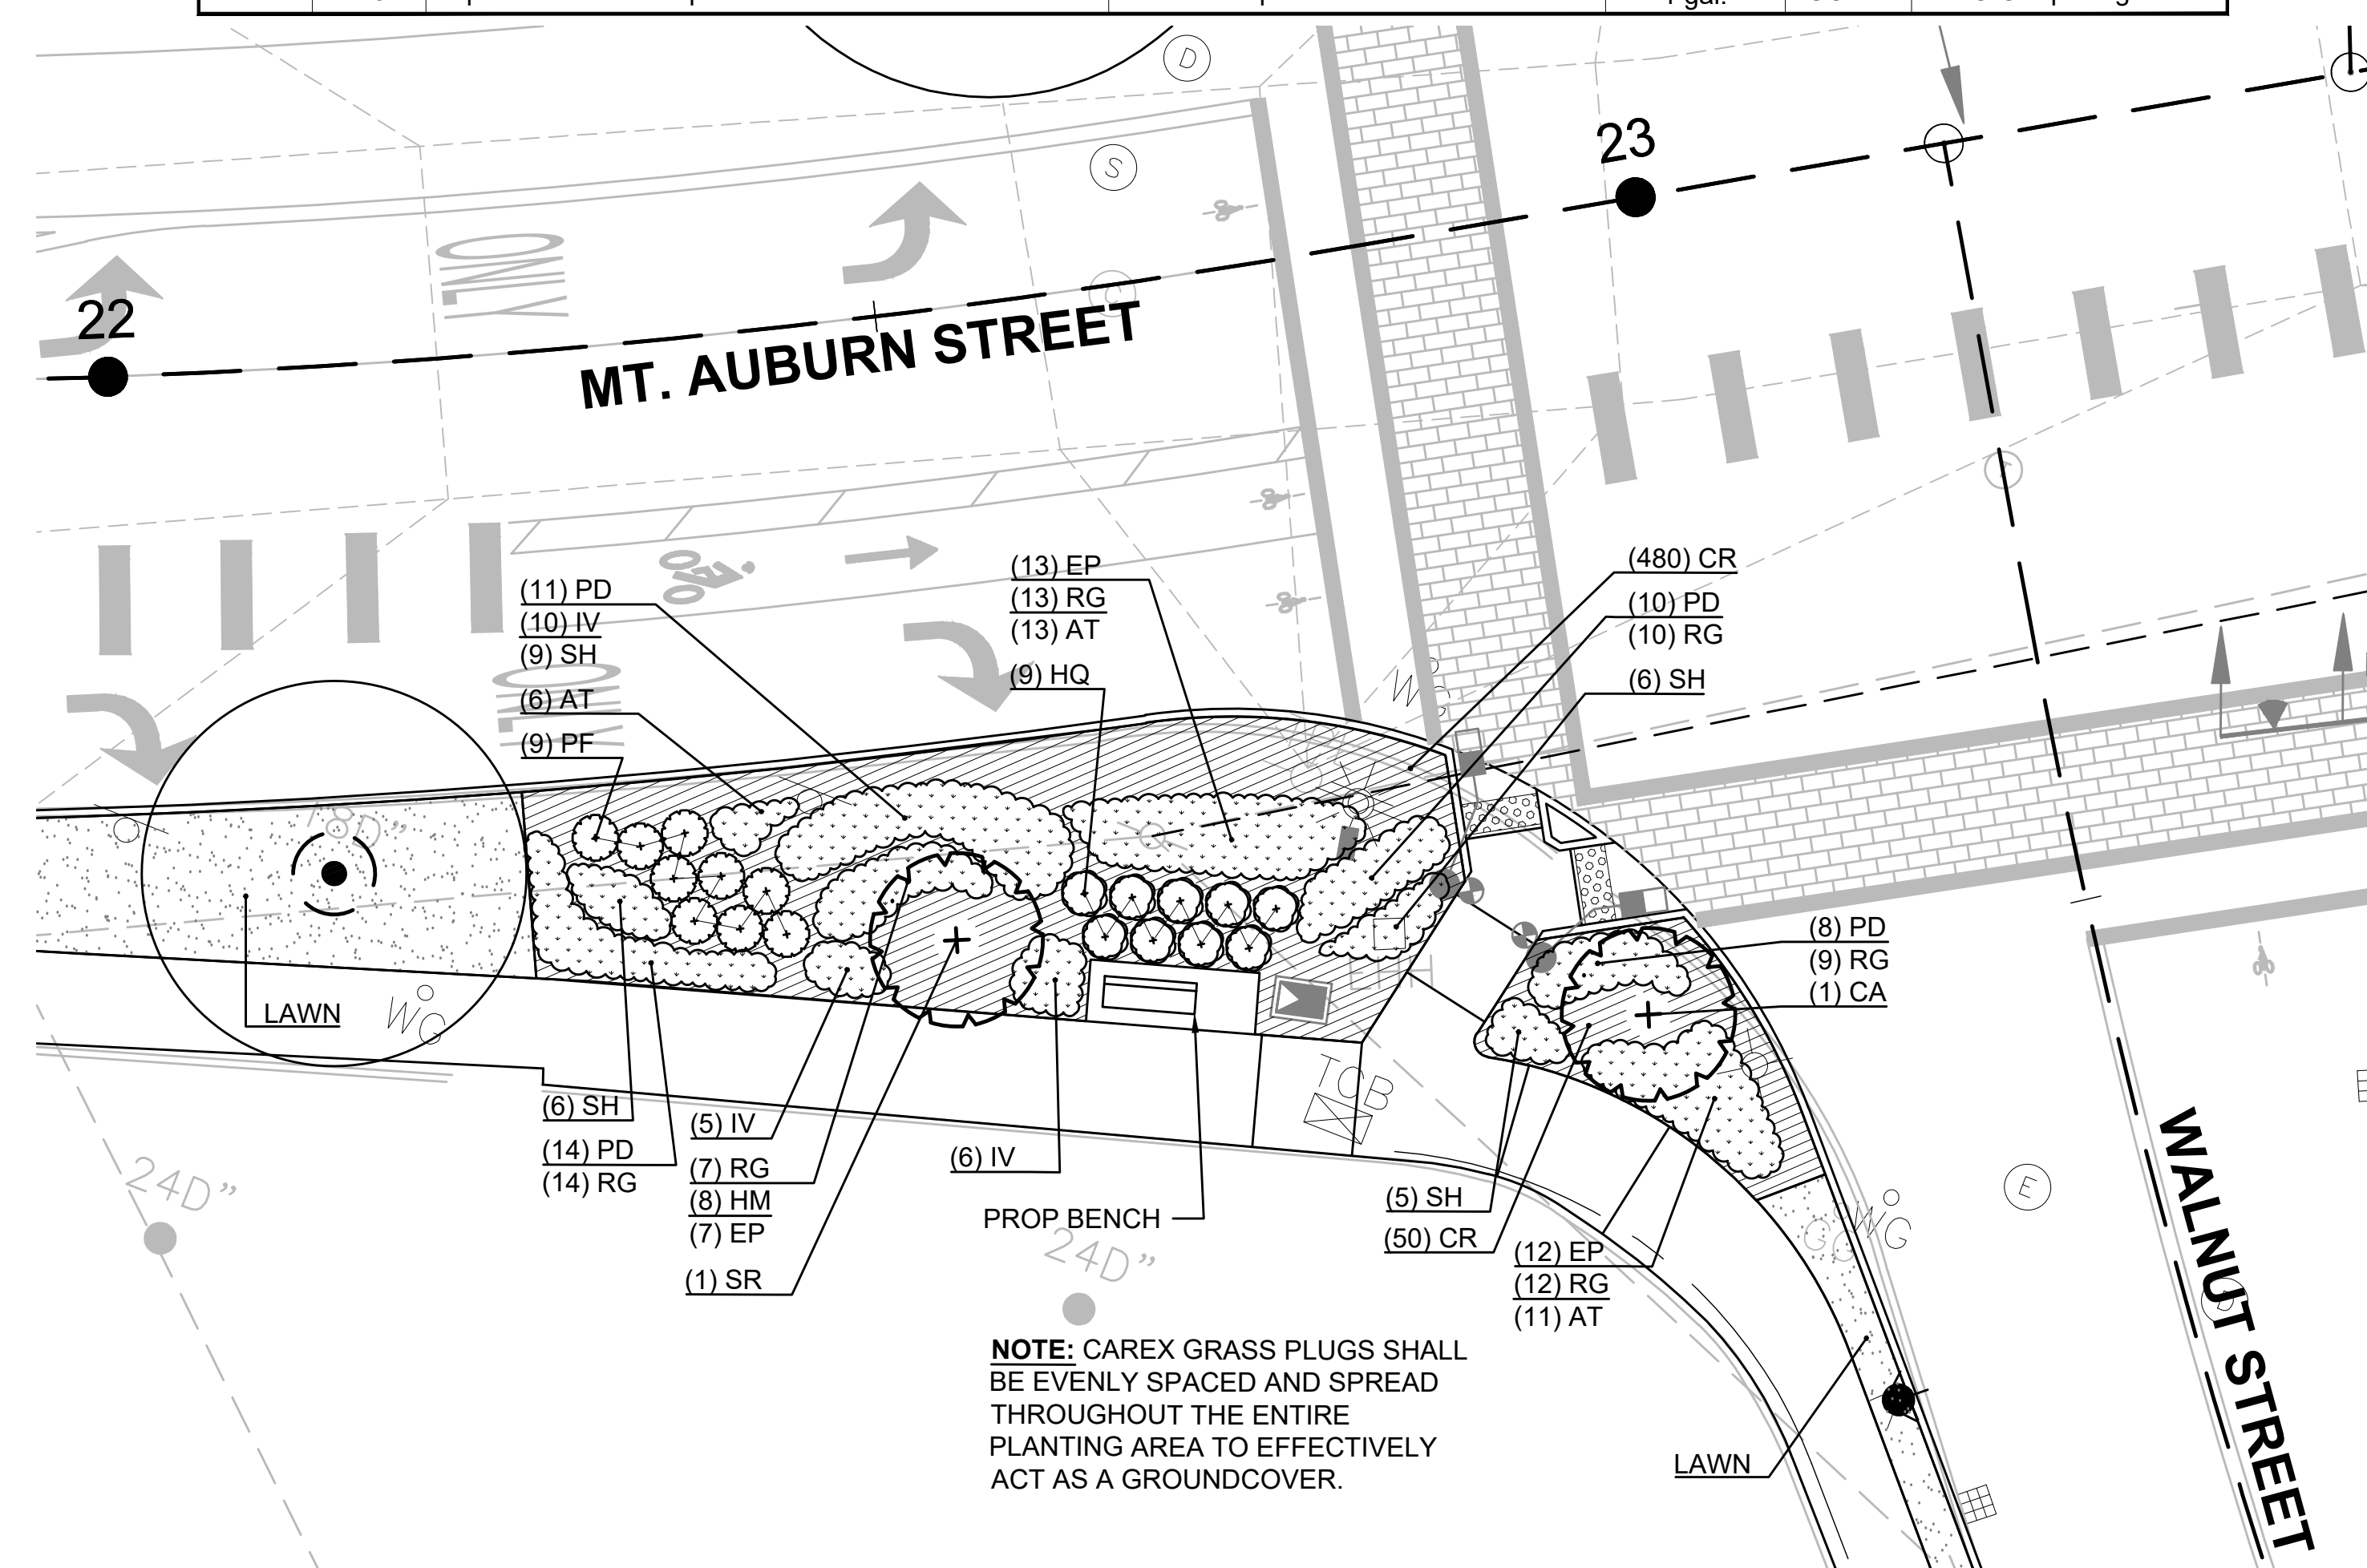 1 gal.
D
S
23
C
ONLY
22
MT. AUBURN STREET
(480) CR
(13) EP
(13) RG
(13) AT
(9) HQ
(11) PD
(10) IV
(9) SH
(6) AT
(9) PF
(10) PD
(10) RG
(6) SH
ONLY
WG
18D"
(8) PD
(9) RG
(1) CA
EHH
LAWN
WG
TCB
(6) SH
(14) PD
(14) RG
(5) IV
(7) RG
(8) HM
(7) EP
(1) SR
(6) IV
PROP BENCH
24D"
24D"
(5) SH
(50) CR
(12) EP
(12) RG
(11) AT
E
GG
WG
WALNUT STREET
NOTE: CAREX GRASS PLUGS SHALL
BE EVENLY SPACED AND SPREAD
THROUGHOUT THE ENTIRE
PLANTING AREA TO EFFECTIVELY
ACT AS A GROUNDCOVER.
LAWN